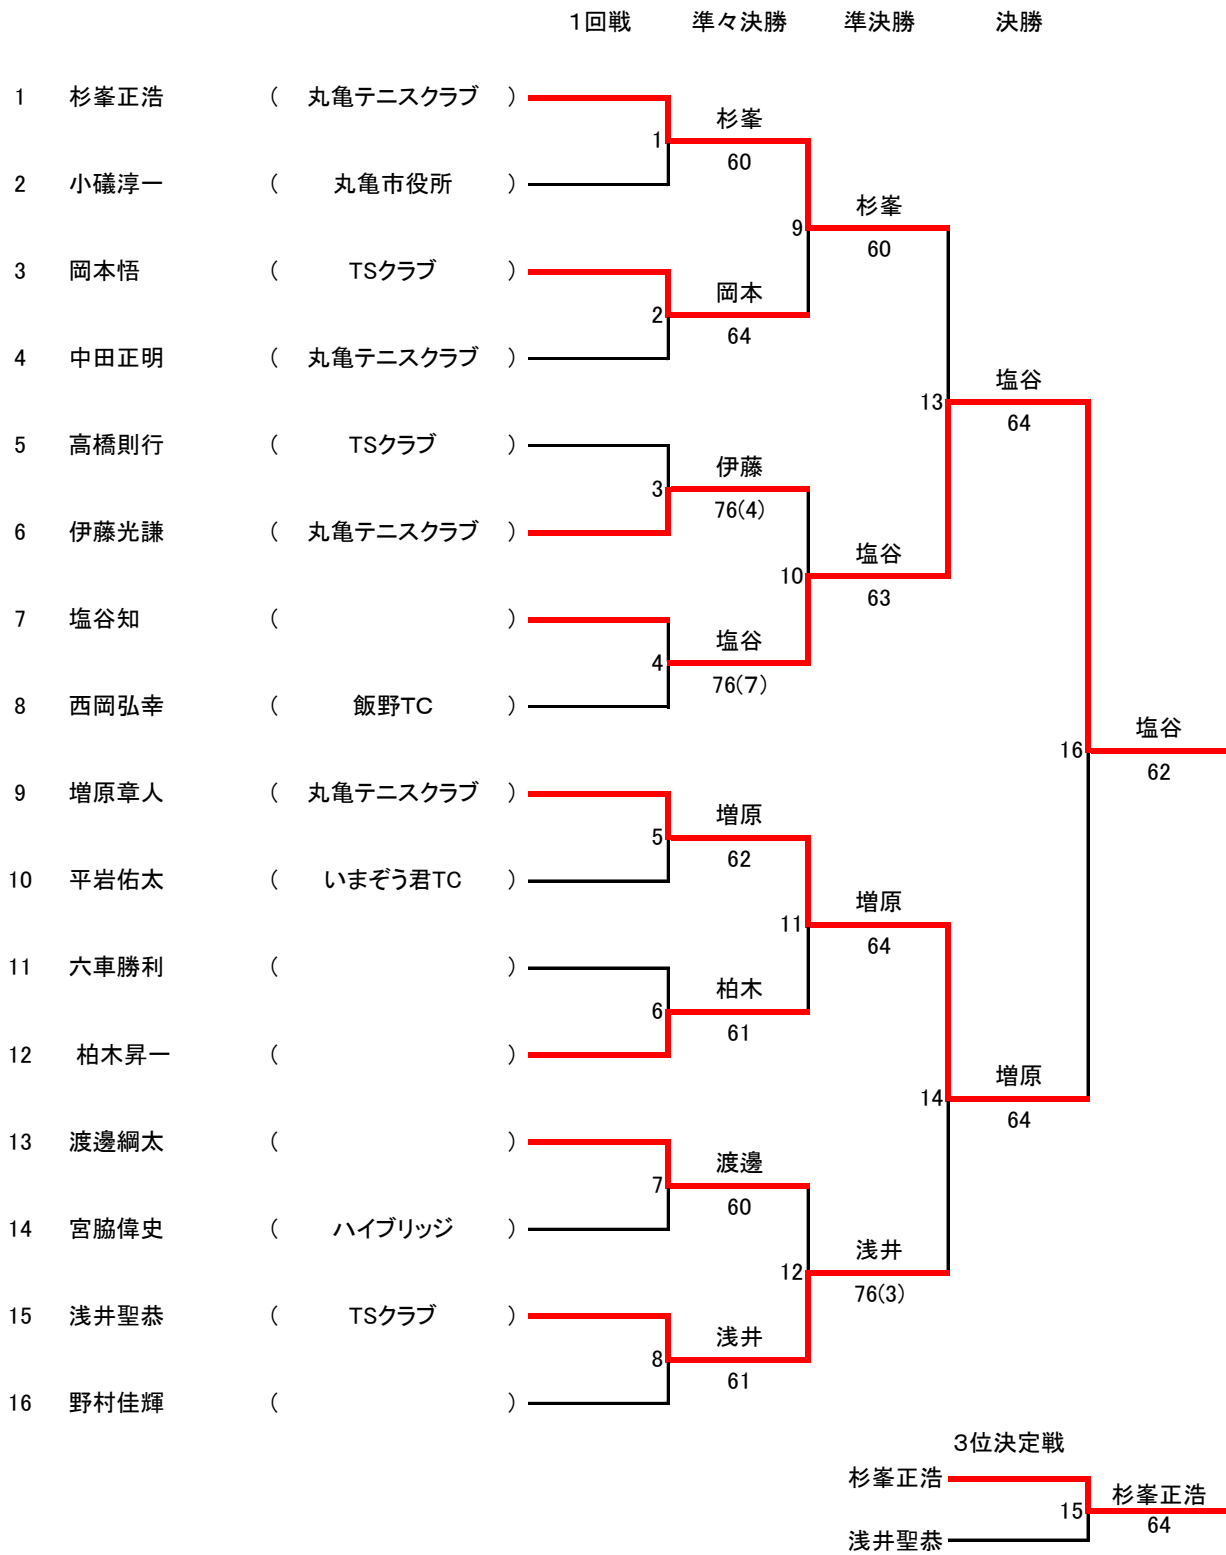 1回戦 準々決勝 準決勝 決勝
1 杉峯正浩 ( 丸亀テニスクラブ )
杉峯
1
60
2 小礒淳一 ( 丸亀市役所 )
杉峯
9
60
3 岡本悟 ( TSクラブ )
岡本
2
64
4 中田正明 ( 丸亀テニスクラブ )
塩谷
13
64
5 高橋則行 ( TSクラブ )
伊藤
3
76(4)
6 伊藤光謙 ( 丸亀テニスクラブ )
塩谷
10
63
7 塩谷知 ( )
塩谷
4
76(7)
8 西岡弘幸 ( 飯野TC )
塩谷
16
62
9 増原章人 ( 丸亀テニスクラブ )
増原
5
62
10 平岩佑太 ( いまぞう君TC )
増原
11
64
11 六車勝利 ( )
柏木
6
61
12 柏木昇一 ( )
増原
14
64
13 渡邊綱太 ( )
渡邊
7
60
14 宮脇偉史 ( ハイブリッジ )
浅井
12
76(3)
15 浅井聖恭 ( TSクラブ )
浅井
8
61
16 野村佳輝 ( )
3位決定戦
杉峯正浩
杉峯正浩
15
64
浅井聖恭